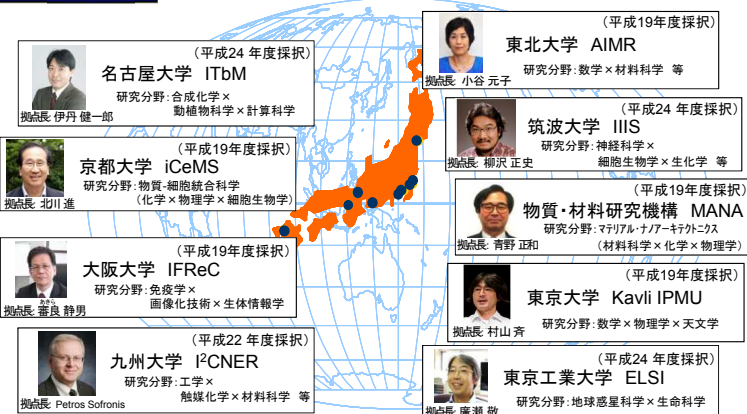 (平成24 年度採択)
名古屋大学 ITbM
研究分野:合成化学×
動植物科学×計算科学
拠点長: 伊丹 健一郎
(平成19年度採択)
京都大学 iCeMS
研究分野:物質-細胞統合科学
(化学×物理学×細胞生物学)
拠点長: 北川 進
(平成19年度採択)
大阪大学 IFReC
研究分野:免疫学×
画像化技術×生体情報学
あきら
拠点長: 審良 静男
(平成22 年度採択)
九州大学 I²CNER
研究分野:工学×
触媒化学×材料科学 等
拠点長: Petros Sofronis
(平成19年度採択)
東北大学 AIMR
研究分野:数学×材料科学 等
拠点長: 小谷 元子
(平成24 年度採択)
筑波大学 IIIS
研究分野:神経科学×
細胞生物学×生化学 等
拠点長: 柳沢 正史
(平成19年度採択)
物質・材料研究機構 MANA
研究分野:マテリアル・ナノアーキテクトニクス
(材料科学×化学×物理学)
拠点長: 青野 正和
(平成19年度採択)
東京大学 Kavli IPMU
研究分野:数学×物理学×天文学
拠点長: 村山 斉
(平成24 年度採択)
東京工業大学 ELSI
研究分野:地球惑星科学×生命科学
拠点長: 廣瀬 敬